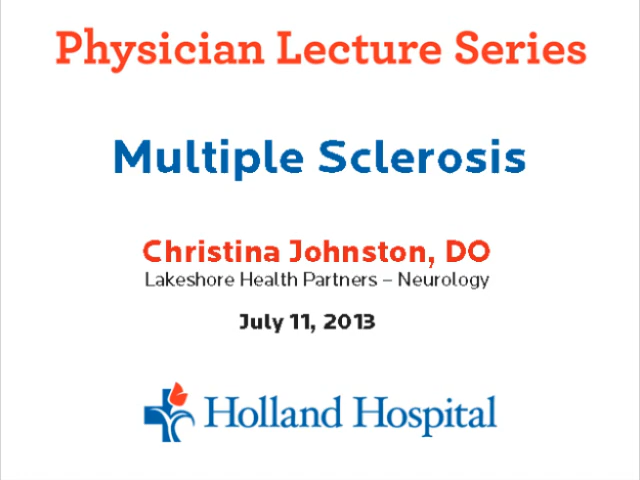 Physician Lecture Series
Multiple Sclerosis
Christina Johnston, DO
Lakeshore Health Partners – Neurology
July 11, 2013
Holland Hospital